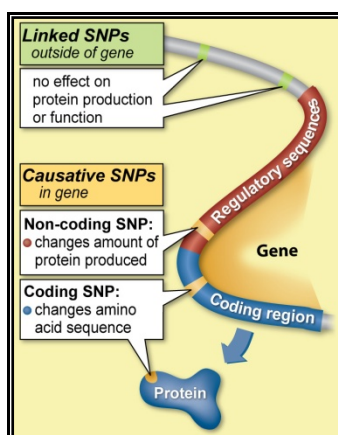 Linked SNPs
outside of gene
no effect on
protein production
or function
Causative SNPs
in gene
Non-coding SNP:
changes amount of
protein produced
Coding SNP:
changes amino
acid sequence
Regulatory sequences
Gene
Coding region
Protein